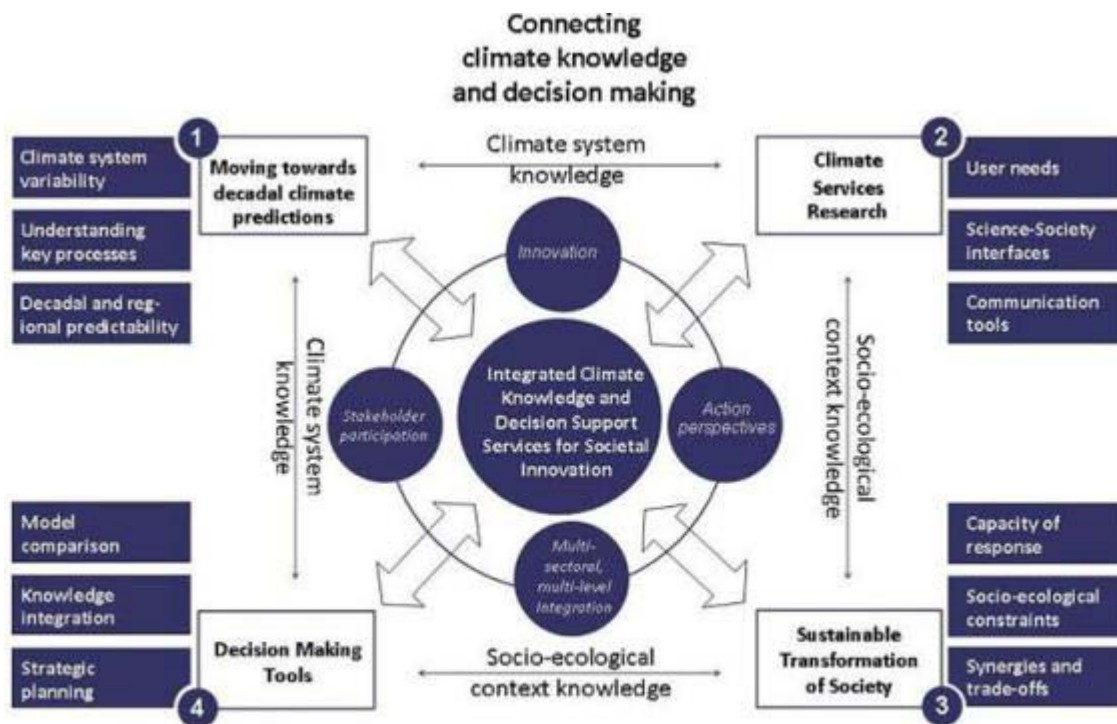 Connecting
climate knowledge
and decision making
1
Climate system
variability
Understanding
key processes
Decadal and reg-
ional predictability
Moving towards
decadal climate
predictions
Climate system
knowledge
2
Climate
Services
Research
User needs
Science-Society
interfaces
Communication
tools
Innovation
Climate system
knowledge
Stakeholder
participation
Integrated Climate
Knowledge and
Decision Support
Services for Societal
Innovation
Action
perspectives
Socio-ecological
context knowledge
Multi-
sectoral,
multi-level
Integration
Model
comparison
Knowledge
integration
Strategic
planning
4
Decision Making
Tools
Socio-ecological
context knowledge
Sustainable
Transformation
of Society
3
Capacity of
response
Socio-ecological
constraints
Synergies and
trade-offs